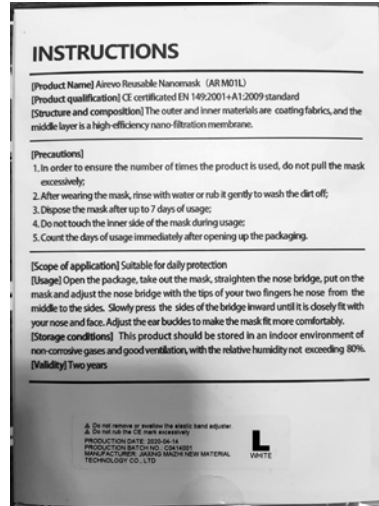 INSTRUCTIONS
[Product Name] Airevo Reusable Nanomask (AR M01L)
[Product qualification] CE certificated EN 149:2001+A1:2009 standard
[Structure and composition] The outer and inner materials are coating fabrics, and the
middle layer is a high-efficiency nano-filtration membrane.
[Precautions]
1. In order to ensure the number of times the product is used, do not pull the mask
excessively;
2. After wearing the mask, rinse with water or rub it gently to wash the dirt off;
3. Dispose the mask after up to 7 days of usage;
4. Do not touch the inner side of the mask during usage;
5. Count the days of usage immediately after opening up the packaging.
[Scope of application] Suitable for daily protection
[Usage] Open the package, take out the mask, straighten the nose bridge, put on the
mask and adjust the nose bridge with the tips of your two fingers he nose from the
middle to the sides. Slowly press the sides of the bridge inward until it is closely fit with
your nose and face. Adjust the ear buckles to make the mask fit more comfortably.
[Storage conditions] This product should be stored in an indoor environment of
non-corrosive gases and good ventilation, with the relative humidity not exceeding 80%.
[Validity] Two years
⚠ Do not remove or swallow the elastic band adjuster.
⚠ Do not rub the CE mark excessively
PRODUCTION DATE: 2020-04-14
PRODUCTION BATCH NO.: C0414001
MANUFACTURER: JIAXING MAIZHI NEW MATERIAL
TECHNOLOGY CO., LTD
L
WHITE